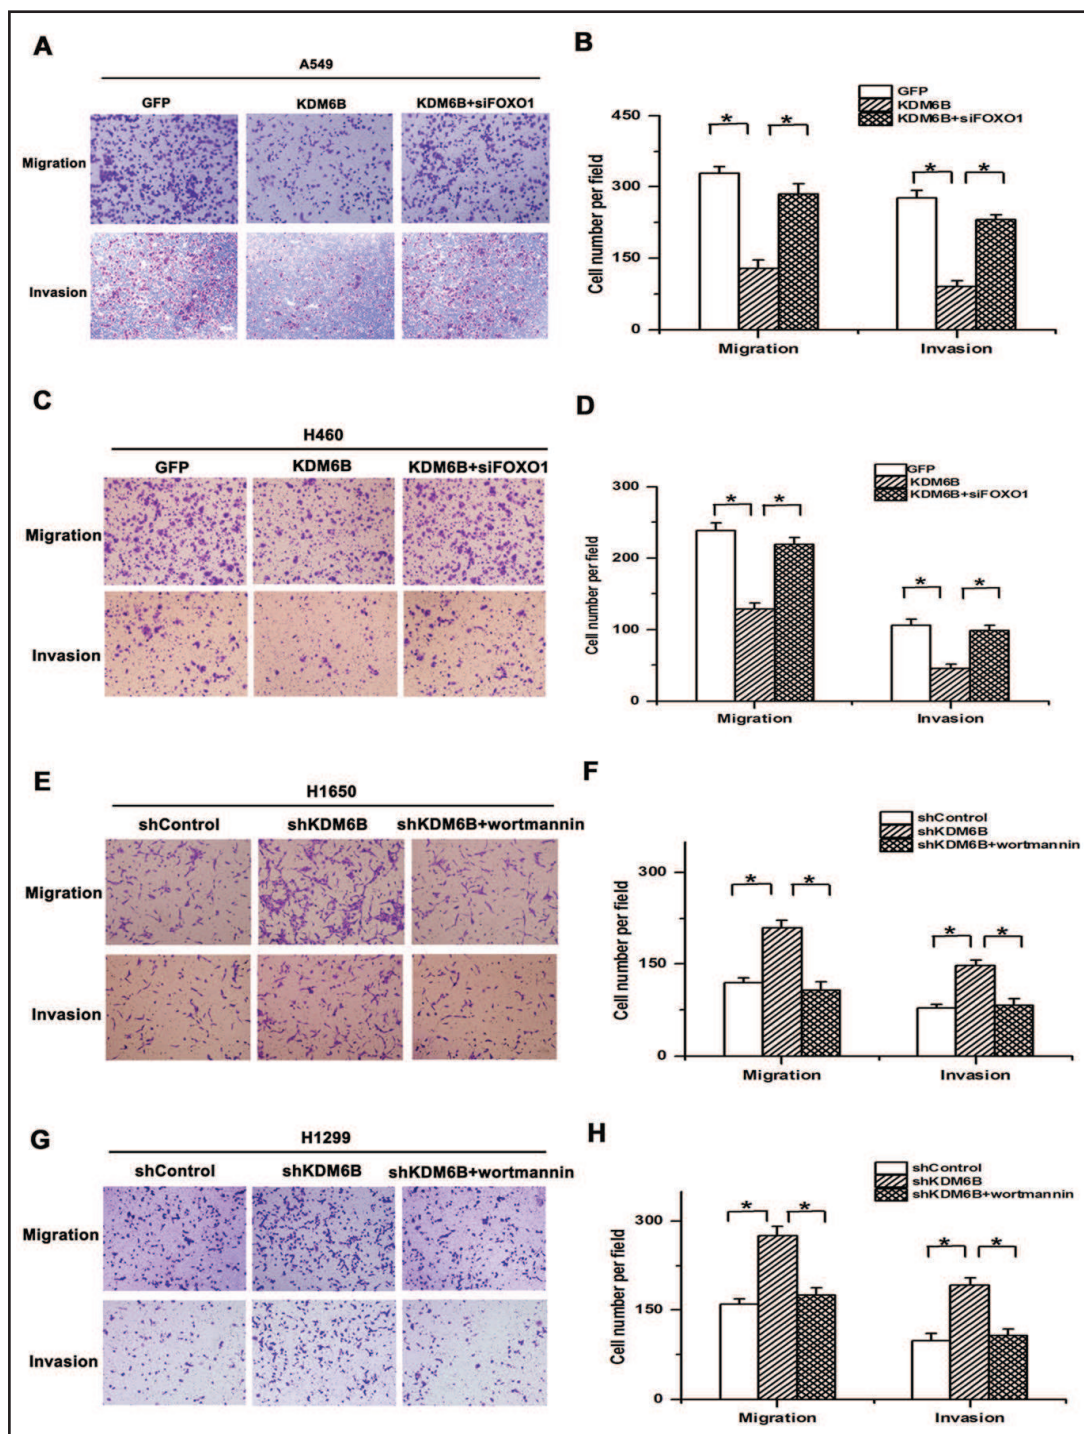 A
A549
GFP KDM6B KDM6B+siFOXO1
Migration
Invasion
B
GFP
KDM6B
KDM6B+siFOXO1
Cell number per field
450
300
150
0
* *
* *
Migration Invasion
C
H460
GFP KDM6B KDM6B+siFOXO1
Migration
Invasion
D
GFP
KDM6B
KDM6B+siFOXO1
Cell number per field
300
200
100
0
* *
* *
Migration Invasion
E
H1650
shControl shKDM6B shKDM6B+wortmannin
Migration
Invasion
F
shControl
shKDM6B
shKDM6B+wortmannin
Cell number per field
300
150
0
* *
* *
Migration Invasion
G
H1299
shControl shKDM6B shKDM6B+wortmannin
Migration
Invasion
H
shControl
shKDM6B
shKDM6B+wortmannin
Cell number per field
300
150
0
* *
* *
Migration Invasion